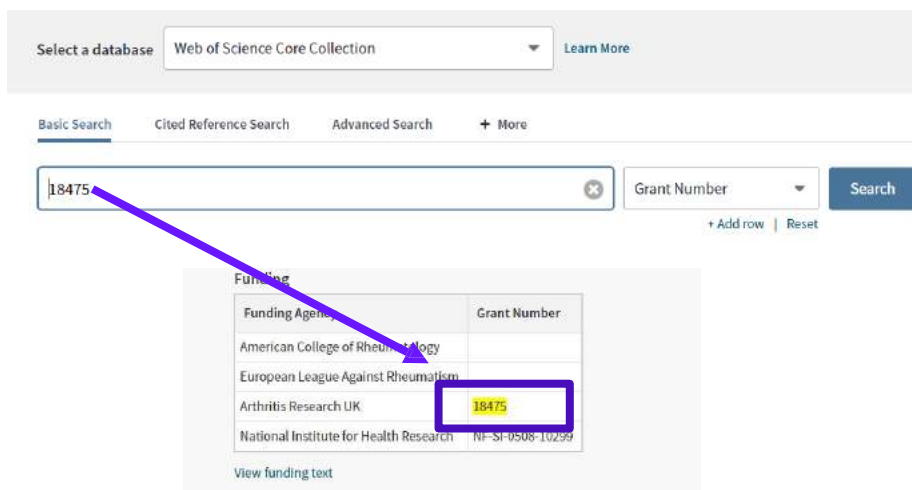 Select a database Web of Science Core Collection Learn More
Basic Search Cited Reference Search Advanced Search + More
18475 Grant Number Search
+ Add row | Reset
Funding
Funding Agency Grant Number
American College of Rheumatology
European League Against Rheumatism
Arthritis Research UK 18475
National Institute for Health Research NF-SI-0508-10299
View funding text